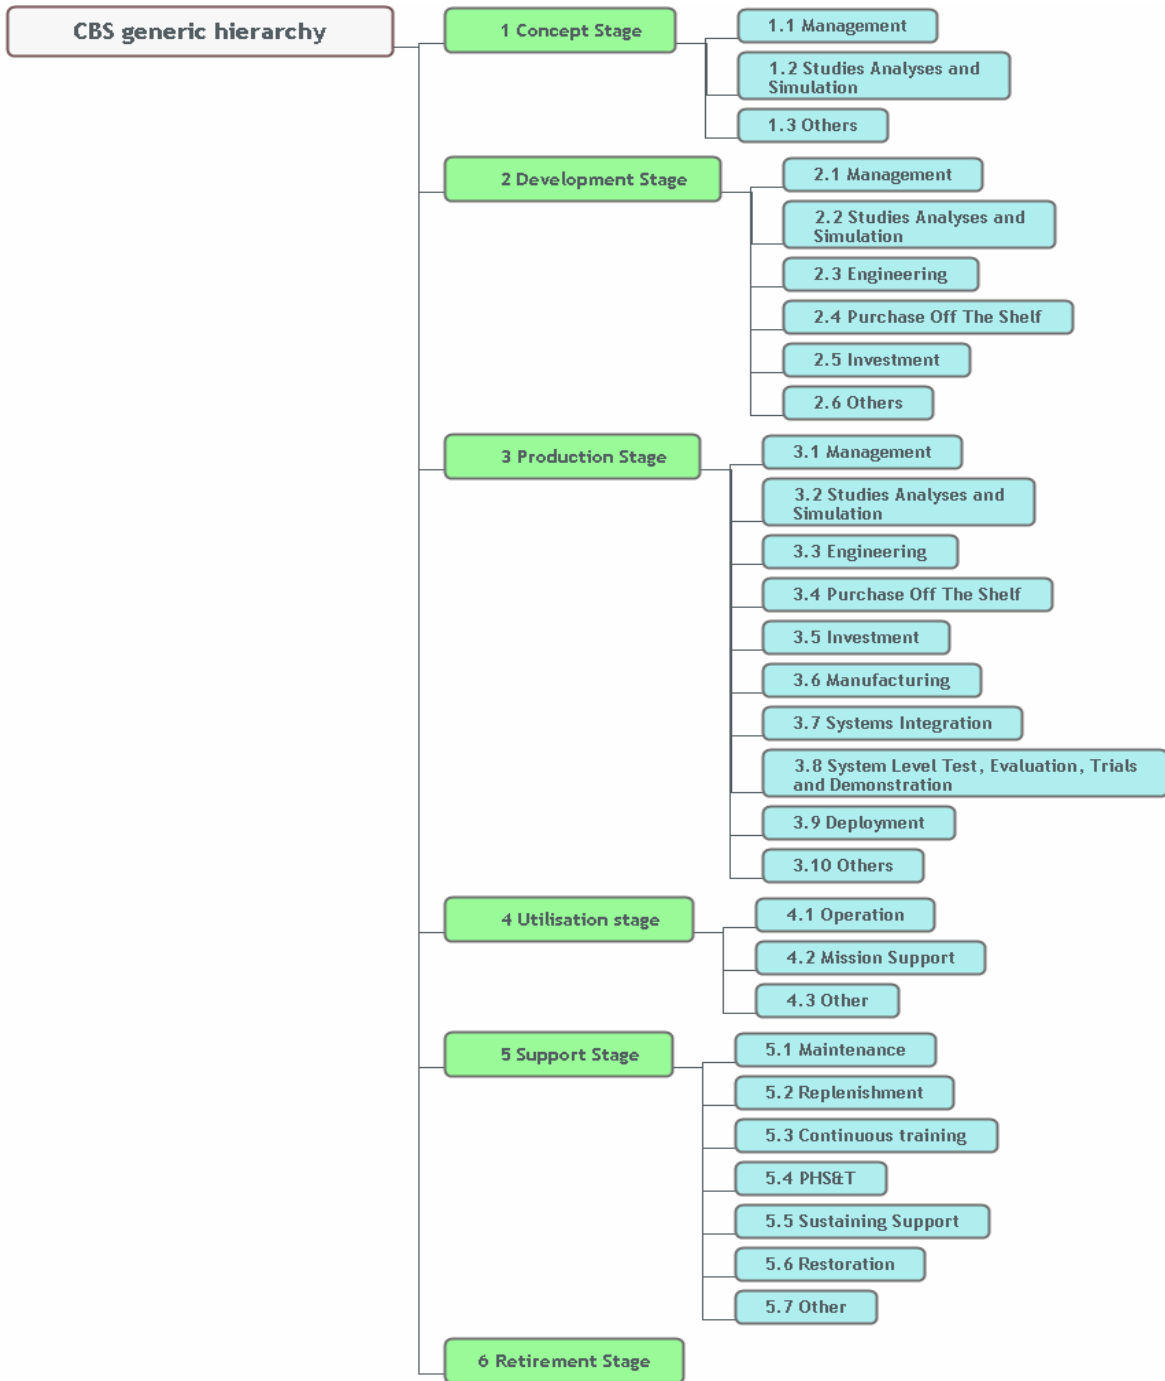 CBS generic hierarchy
1 Concept Stage
1.1 Management
1.2 Studies Analyses and
Simulation
1.3 Others
2 Development Stage
2.1 Management
2.2 Studies Analyses and
Simulation
2.3 Engineering
2.4 Purchase Off The Shelf
2.5 Investment
2.6 Others
3 Production Stage
3.1 Management
3.2 Studies Analyses and
Simulation
3.3 Engineering
3.4 Purchase Off The Shelf
3.5 Investment
3.6 Manufacturing
3.7 Systems Integration
3.8 System Level Test, Evaluation, Trials
and Demonstration
3.9 Deployment
3.10 Others
4 Utilisation stage
4.1 Operation
4.2 Mission Support
4.3 Other
5 Support Stage
5.1 Maintenance
5.2 Replenishment
5.3 Continuous training
5.4 PHS&T
5.5 Sustaining Support
5.6 Restoration
5.7 Other
6 Retirement Stage